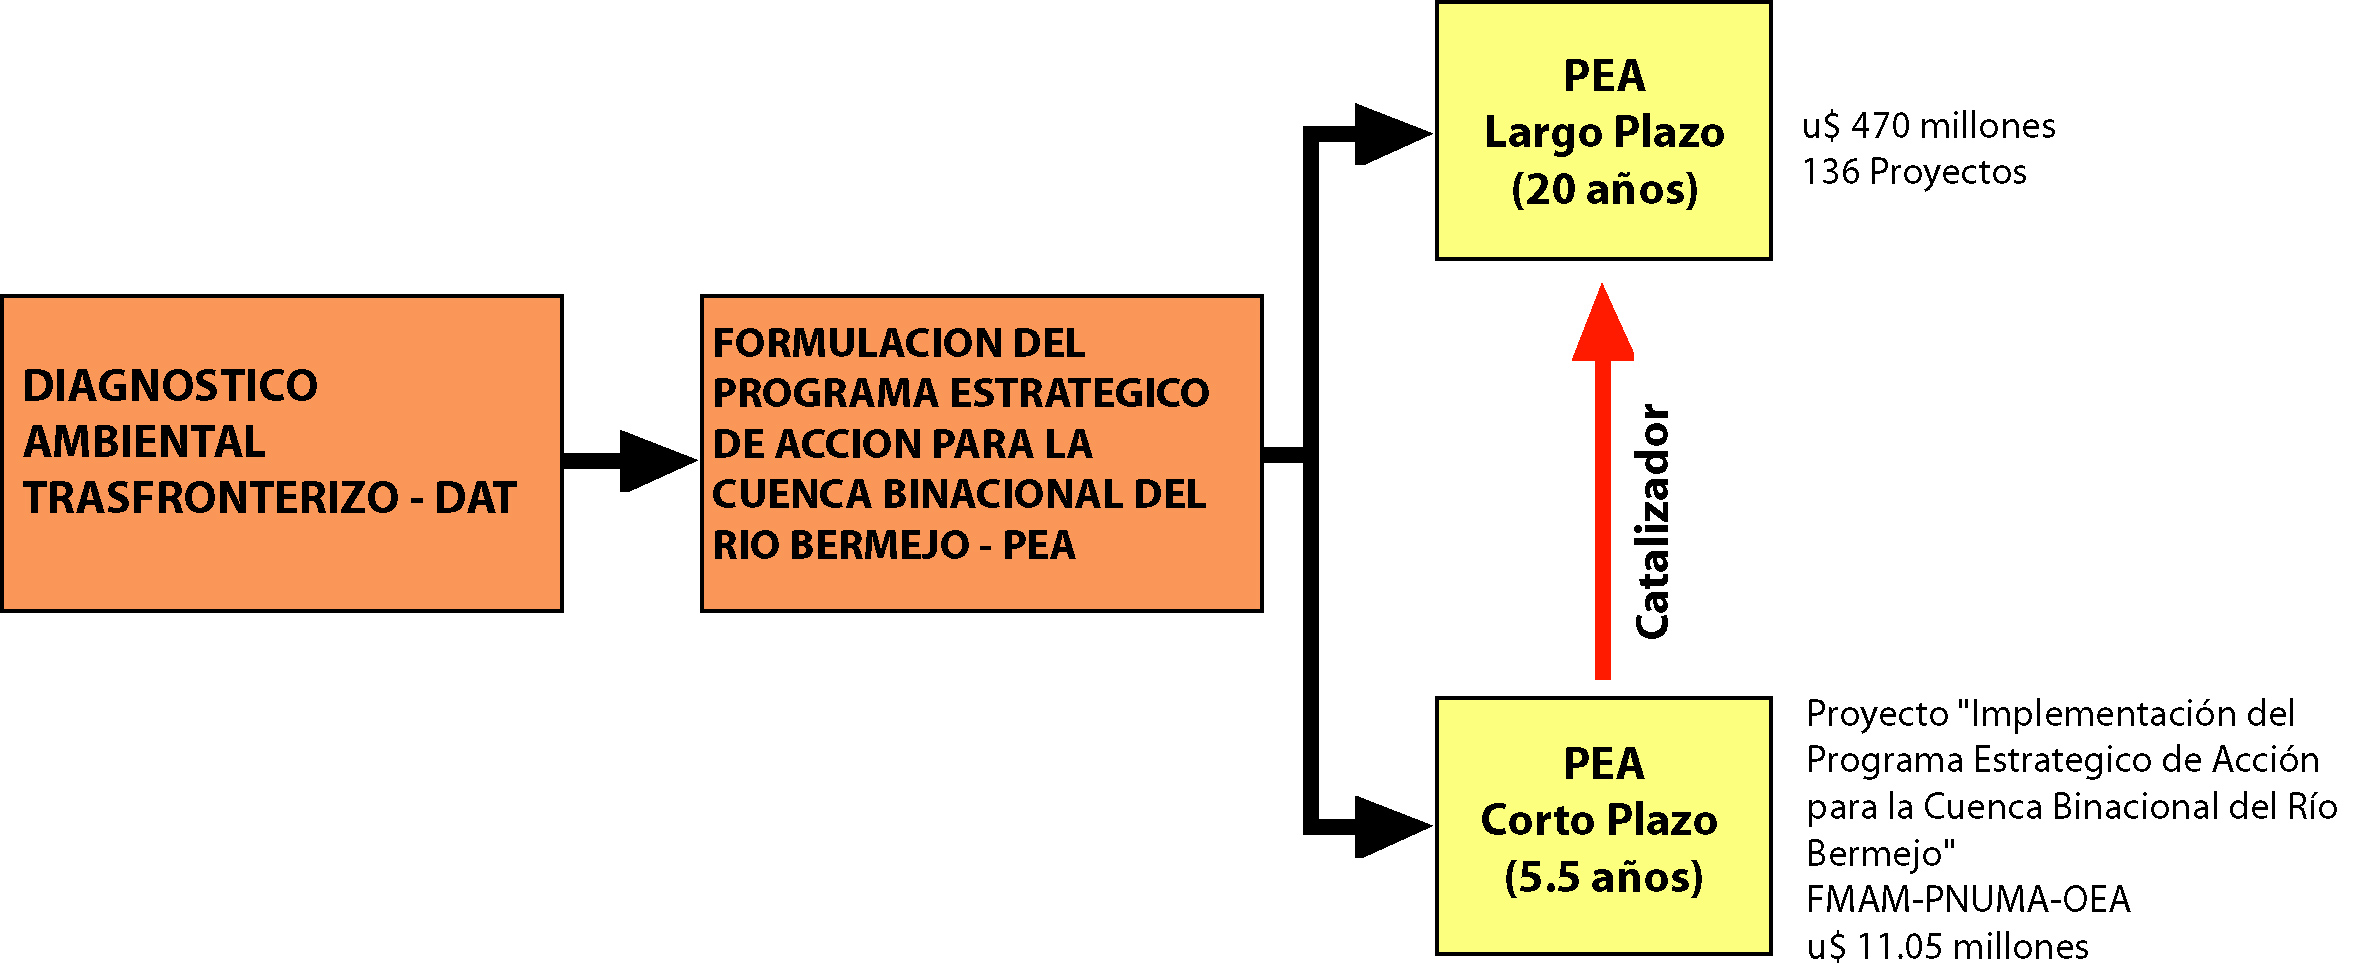 DIAGNOSTICO
AMBIENTAL
TRASFRONTERIZO - DAT
FORMULACION DEL
PROGRAMA ESTRATEGICO
DE ACCION PARA LA
CUENCA BINACIONAL DEL
RIO BERMEJO - PEA
PEA
Largo Plazo
(20 años)
u$ 470 millones
136 Proyectos
Catalizador
PEA
Corto Plazo
(5.5 años)
Proyecto "Implementación del
Programa Estrategico de Acción
para la Cuenca Binacional del Río
Bermejo"
FMAM-PNUMA-OEA
u$ 11.05 millones